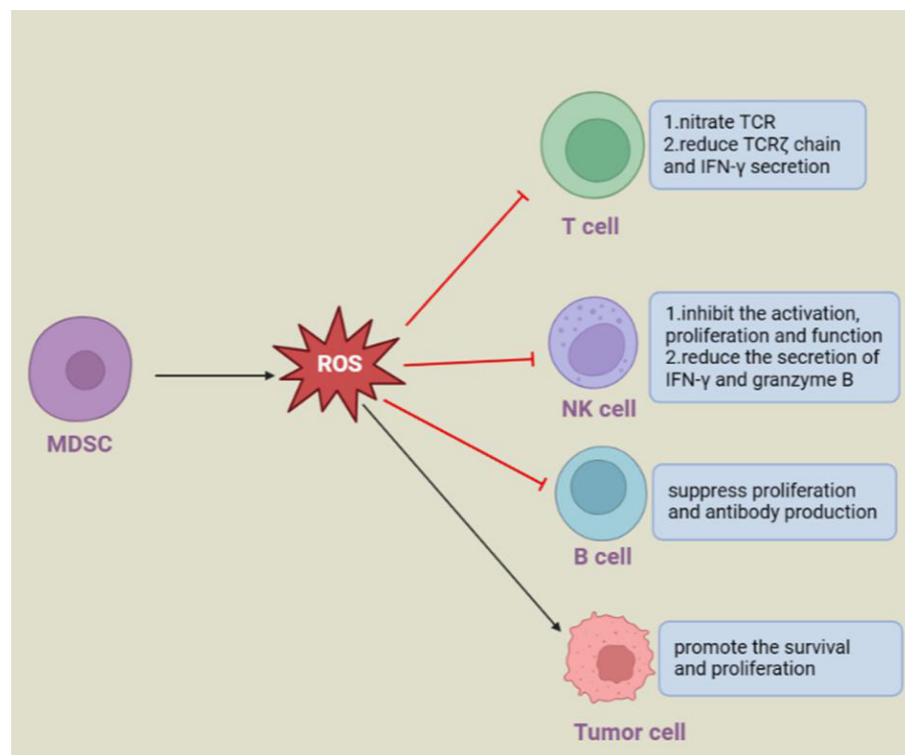 1.nitrate TCR
2.reduce TCRζ chain
and IFN-γ secretion
T cell
ROS
MDSC
1.inhibit the activation,
proliferation and function
2.reduce the secretion of
IFN-γ and granzyme B
NK cell
suppress proliferation
and antibody production
B cell
promote the survival
and proliferation
Tumor cell